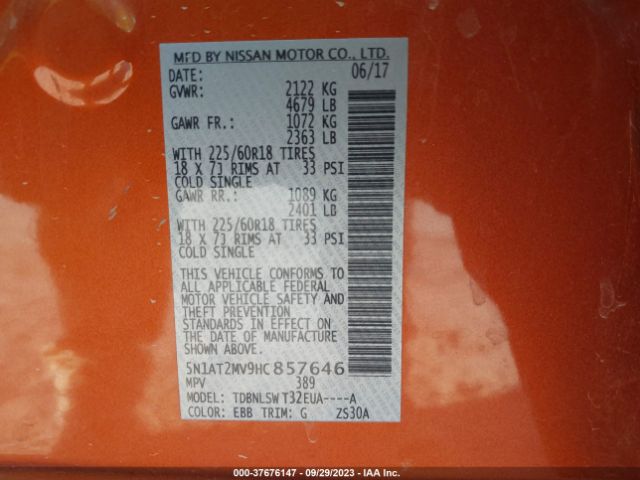 MFD BY NISSAN MOTOR CO., LTD.
DATE: 06/17
GVWR: 2122 KG
4679 LB
GAWR FR.: 1072 KG
2363 LB
WITH 225/60R18 TIRES
18 X 7J RIMS AT 33 PSI
COLD SINGLE
GAWR RR.: 1089 KG
2401 LB
WITH 225/60R18 TIRES
18 X 7J RIMS AT 33 PSI
COLD SINGLE
THIS VEHICLE CONFORMS TO
ALL APPLICABLE FEDERAL
MOTOR VEHICLE SAFETY AND
THEFT PREVENTION
STANDARDS IN EFFECT ON
THE DATE OF MANUFACTURE
SHOWN ABOVE.
5N1AT2MV9HC857646
MPV 389
MODEL: TDBNLSW T32EUA----A
COLOR: EBB TRIM: G ZS30A
000-37676147 - 09/29/2023 - IAA Inc.